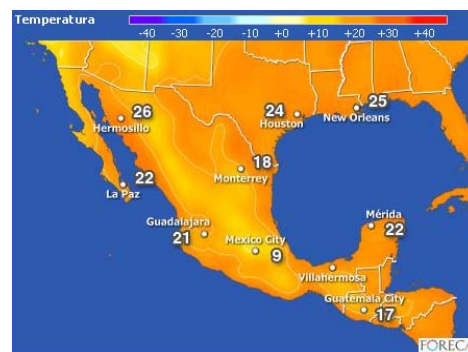 Temperatura
-40 -30 -20 -10 +0 +10 +20 +30 +40
26
Hermosillo
24
Houston
25
New Orleans
18
Monterrey
22
La Paz
Guadalajara
21
Mexico City
9
Mérida
22
Villahermosa
Guatemala City
17
FORECA